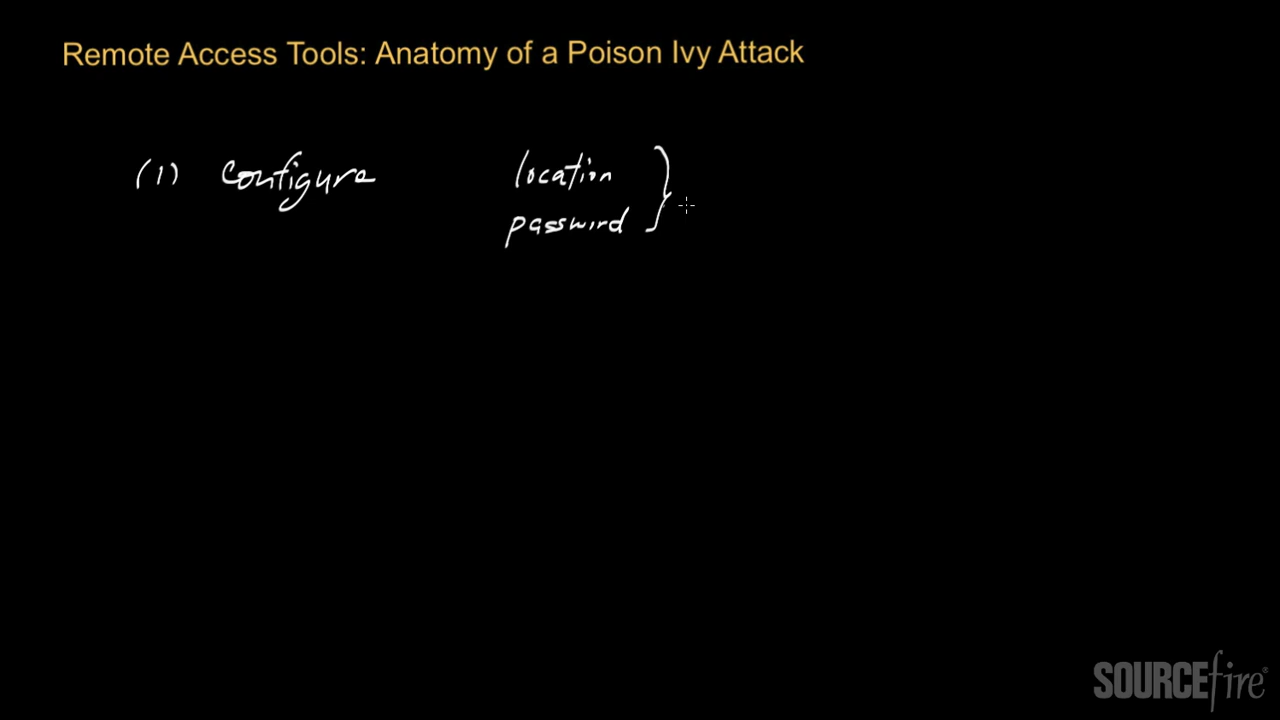 Remote Access Tools: Anatomy of a Poison Ivy Attack
(1) Configure location
password
SOURCEfire®